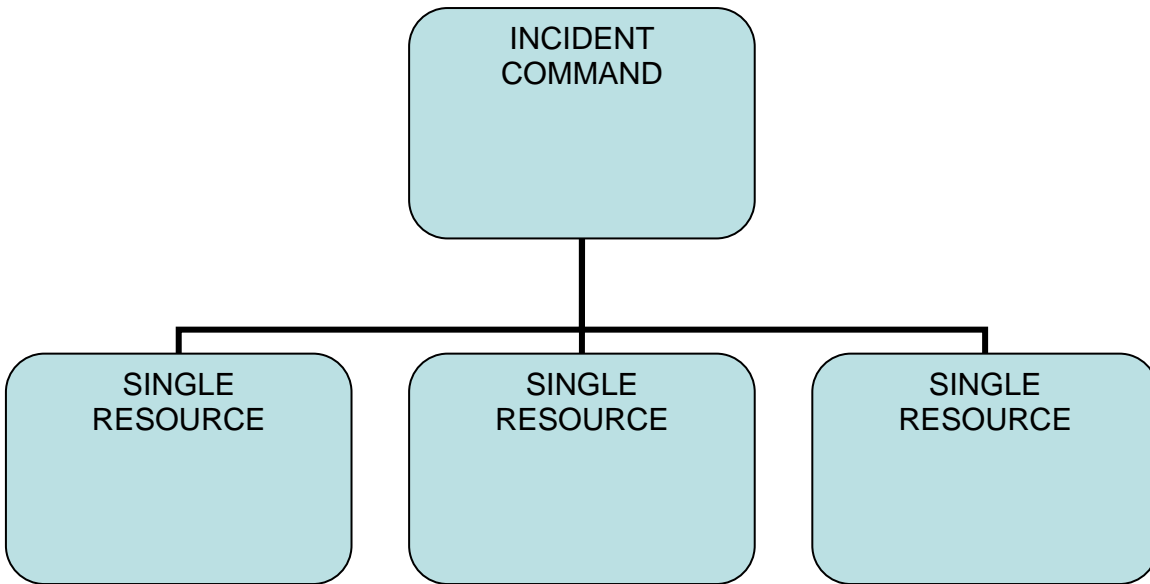 INCIDENT
COMMAND
SINGLE
RESOURCE
SINGLE
RESOURCE
SINGLE
RESOURCE